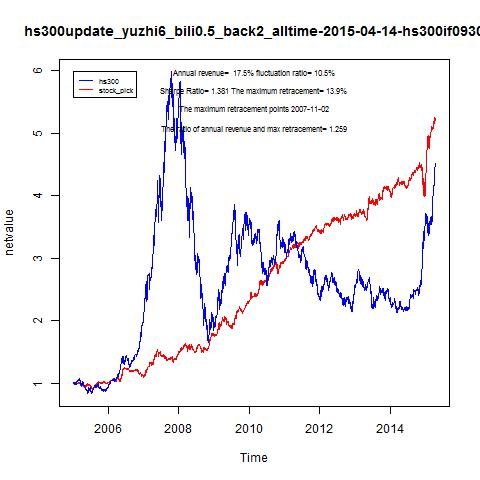 hs300update_yuzhi6_bili0.5_back2_alltime-2015-04-14-hs300if0930
Annual revenue= 17.5% fluctuation ratio= 10.5%
hs300
stock_pick
Sharpe Ratio= 1.381 The maximum retracement= 13.9%
The maximum retracement points 2007-11-02
The ratio of annual revenue and max retracement= 1.259
6
5
4
3
2
1
netvalue
2006 2008 2010 2012 2014
Time